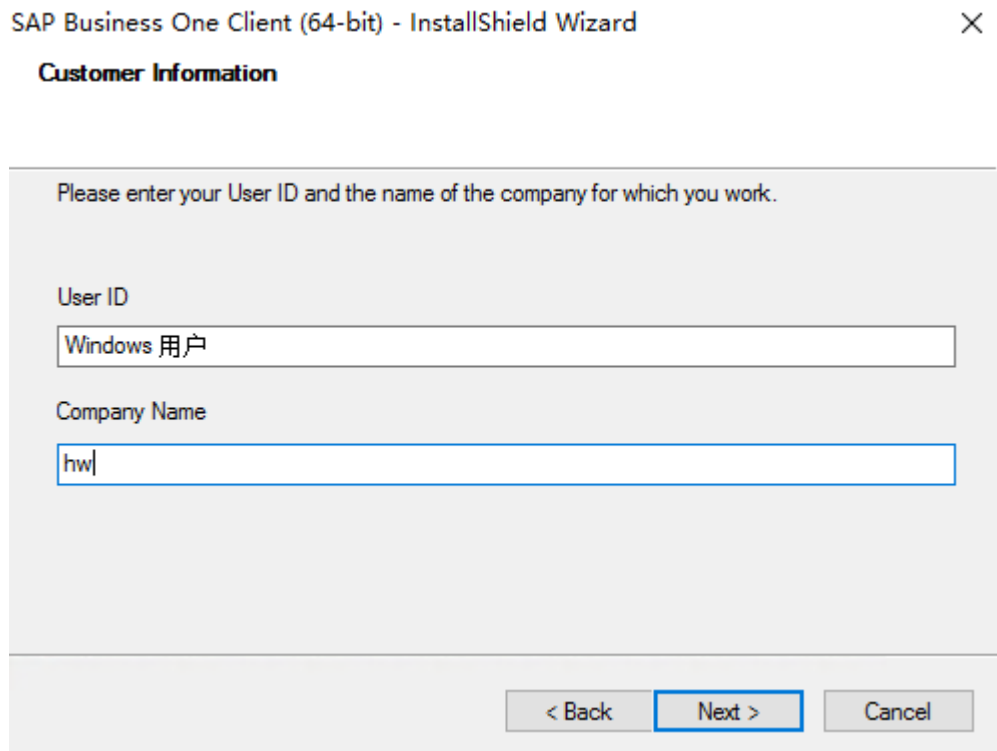 SAP Business One Client (64-bit) - InstallShield Wizard
Customer Information
Please enter your User ID and the name of the company for which you work.
User ID
Windows 用户
Company Name
hw
< Back Next > Cancel